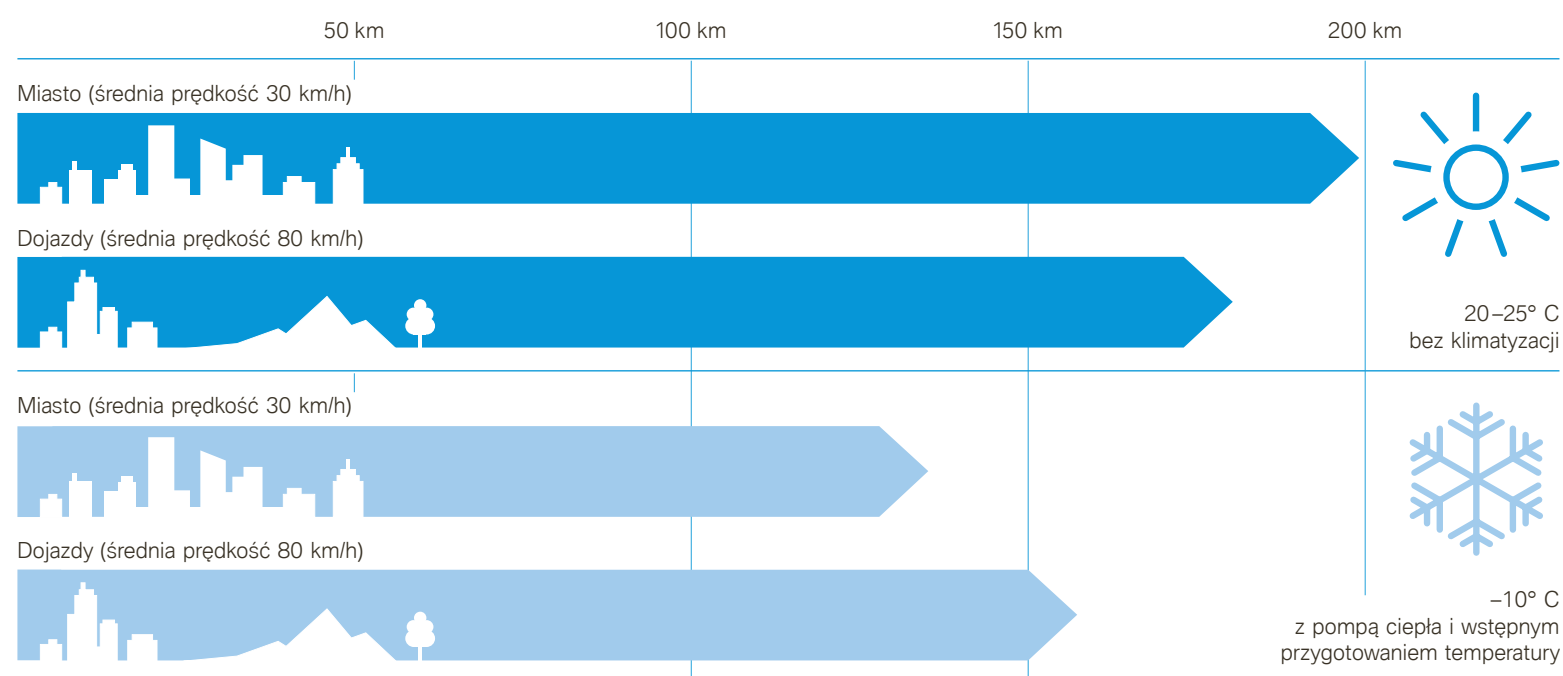 50 km 100 km 150 km 200 km
Miasto (średnia prędkość 30 km/h)
Dojazdy (średnia prędkość 80 km/h)
20–25° C
bez klimatyzacji
Miasto (średnia prędkość 30 km/h)
Dojazdy (średnia prędkość 80 km/h)
–10° C
z pompą ciepła i wstępnym
przygotowaniem temperatury